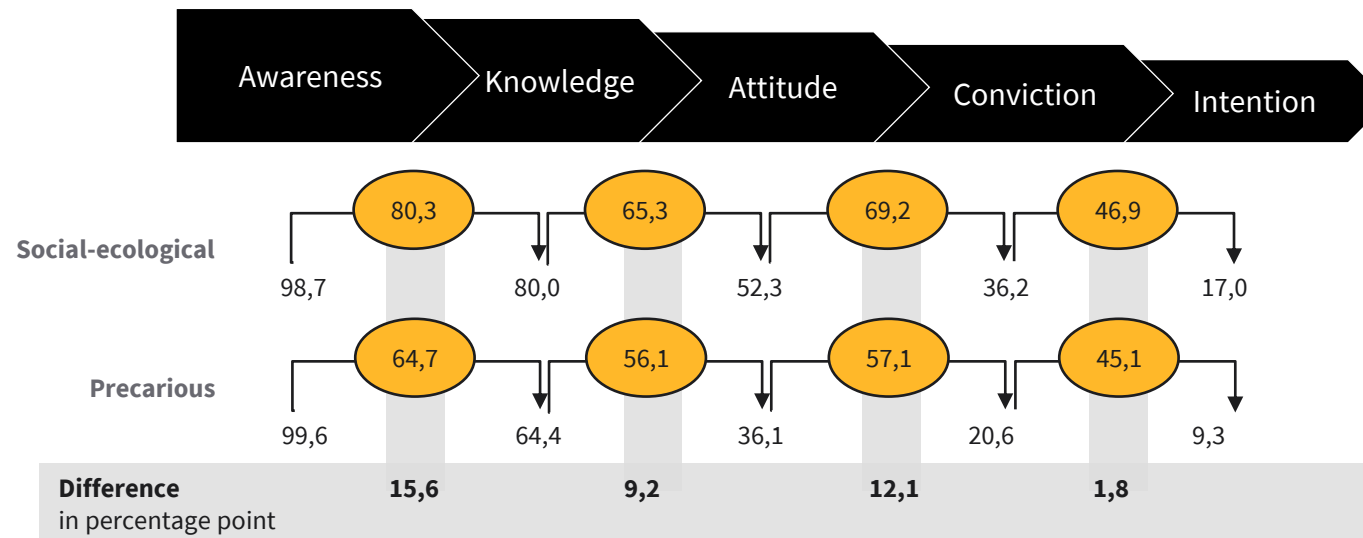 Awareness
Knowledge
Attitude
Conviction
Intention
80,3
65,3
69,2
46,9
Social-ecological
98,7
80,0
52,3
36,2
17,0
64,7
56,1
57,1
45,1
Precarious
99,6
64,4
36,1
20,6
9,3
Difference
15,6
9,2
12,1
1,8
in percentage point